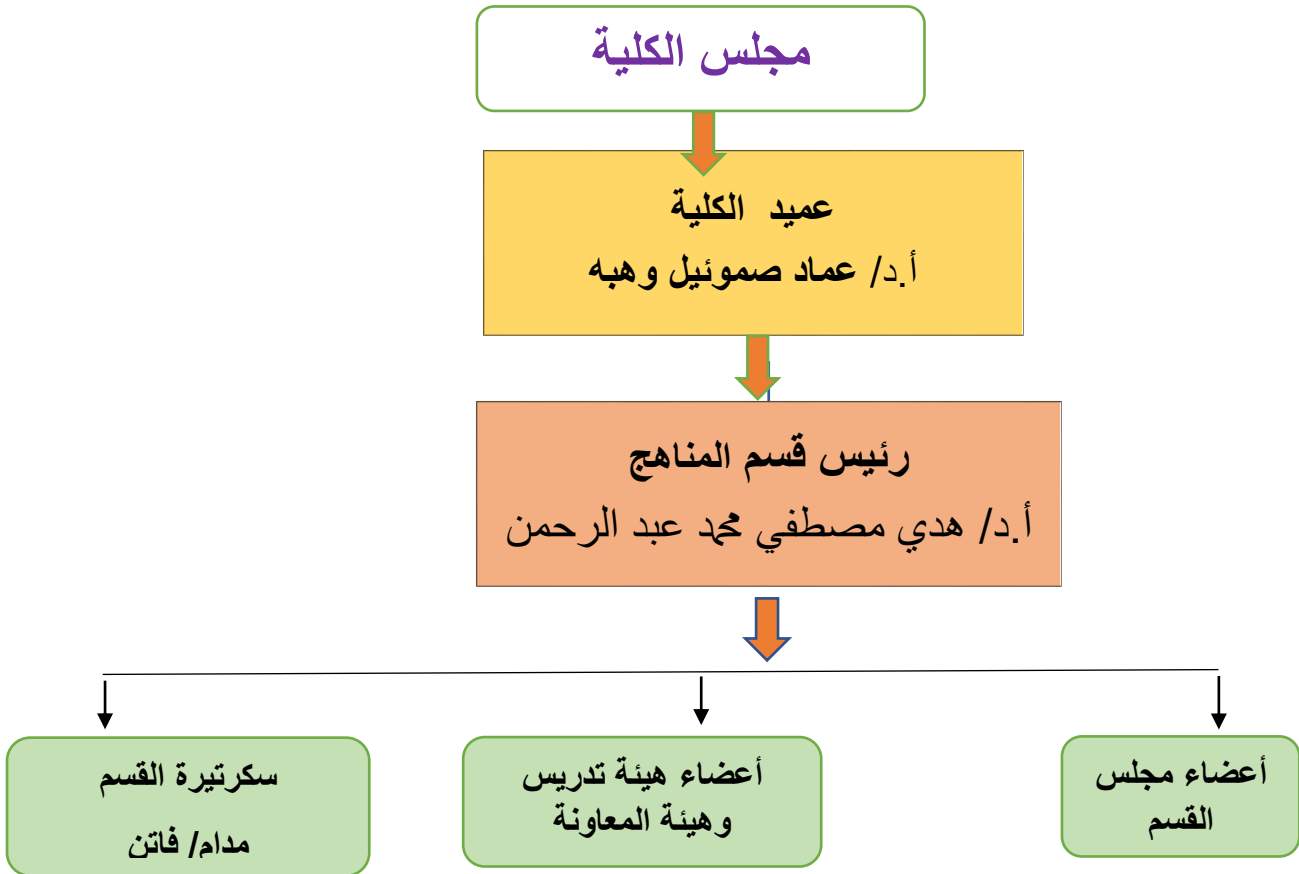 مجلس الكلية
عميد الكلية
أ.د/ عماد صموئيل وهبه
رئيس قسم المناهج
أ.د/ هدي مصطفي محمد عبد الرحمن
أعضاء مجلس
القسم
أعضاء هيئة تدريس
وهيئة المعاونة
سكرتيرة القسم
مدام/ فاتن